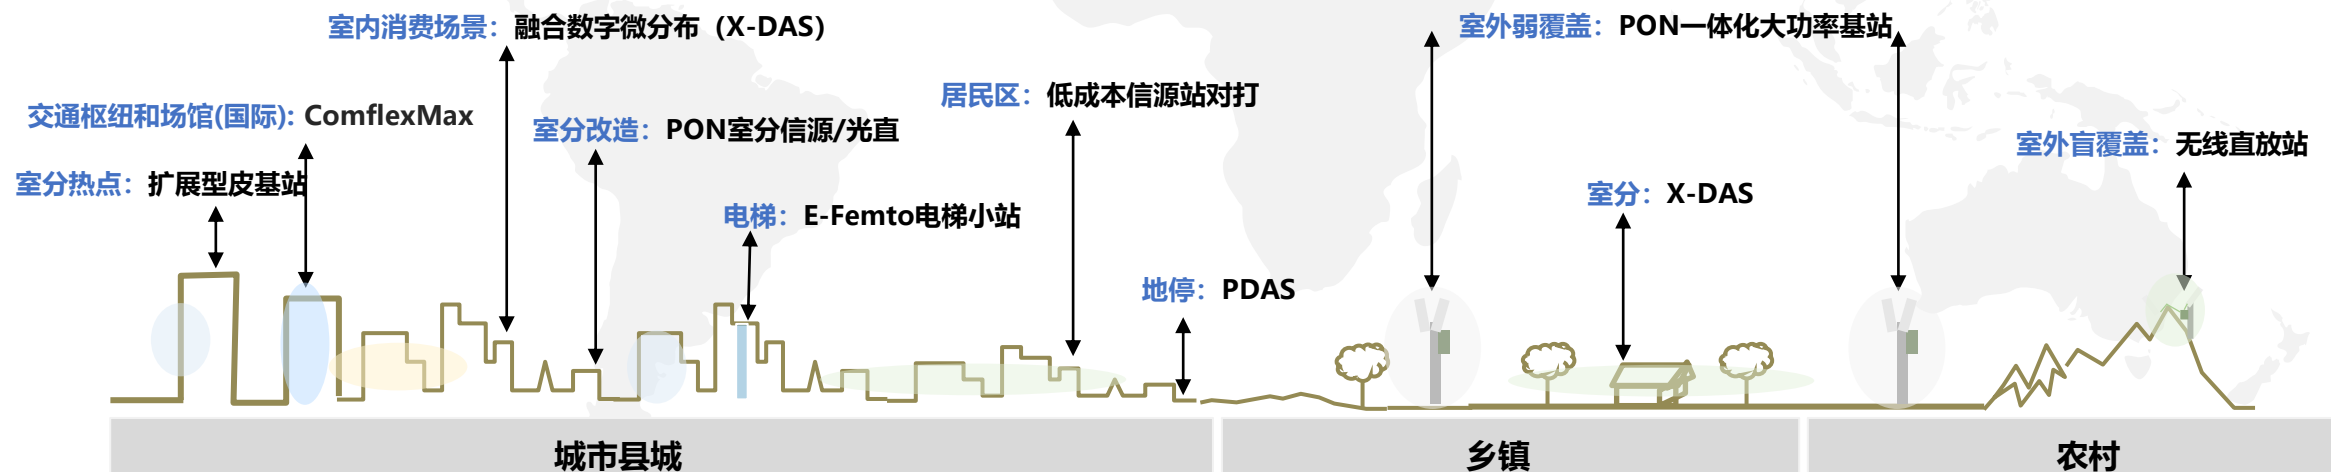 室内消费场景：融合数字微分布（X-DAS）
室外弱覆盖：PON一体化大功率基站
居民区：低成本信源站对打
交通枢纽和场馆(国际): ComflexMax
室分改造：PON室分信源/光直
室外盲覆盖：无线直放站
室分热点：扩展型皮基站
室分：X-DAS
电梯：E-Femto电梯小站
地停：PDAS
城市县城
乡镇
农村